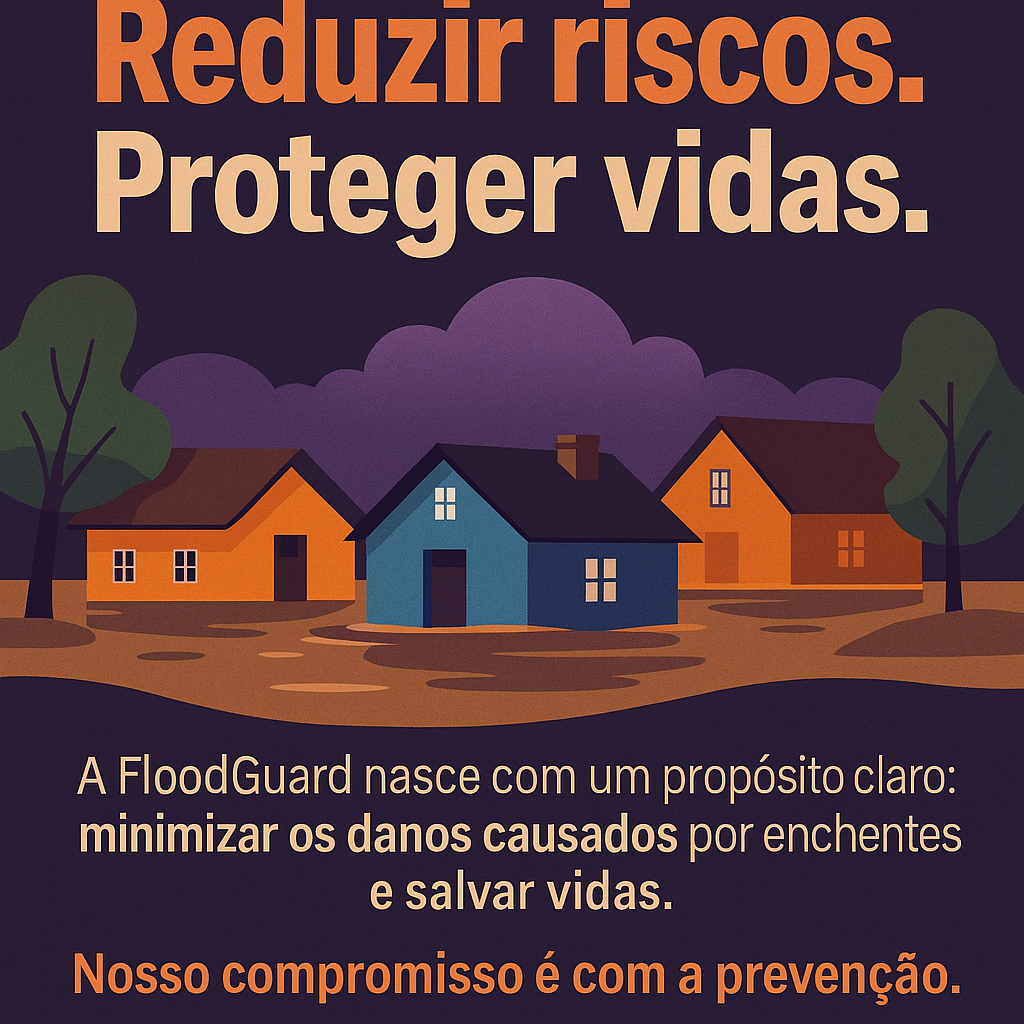 Reduzir riscos.
Proteger vidas.
A FloodGuard nasce com um propósito claro:
minimizar os danos causados por enchentes
e salvar vidas.
Nosso compromisso é com a prevenção.